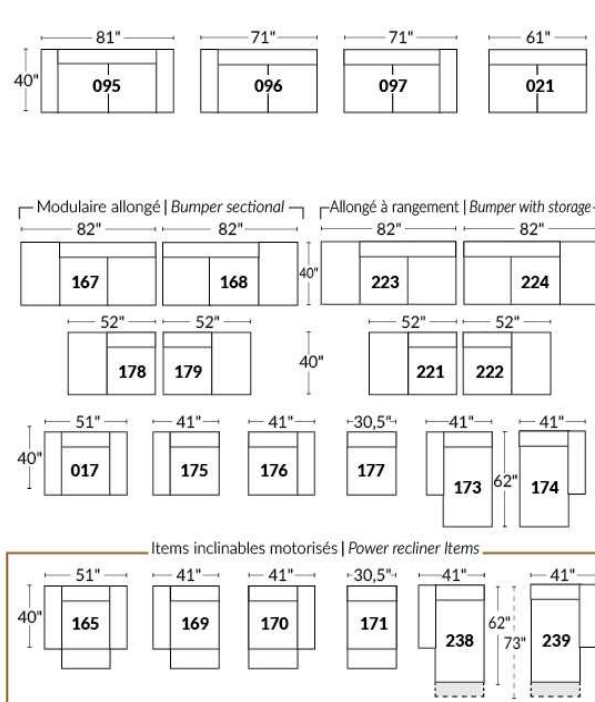 81" 71" 71" 61"
40" 095 096 097 021
Modulaire allongé | Bumper sectional Allongé à rangement | Bumper with storage
82" 82" 82" 82"
167 168 40" 223 224
52" 52" 52" 52"
178 179 40" 221 222
51" 41" 41" 30,5" 41" 41"
40" 017 175 176 177 173 62" 174
Items inclinables motorisés | Power recliner Items
51" 41" 41" 30,5" 41" 41"
40" 165 169 170 171 238 62" 73" 239